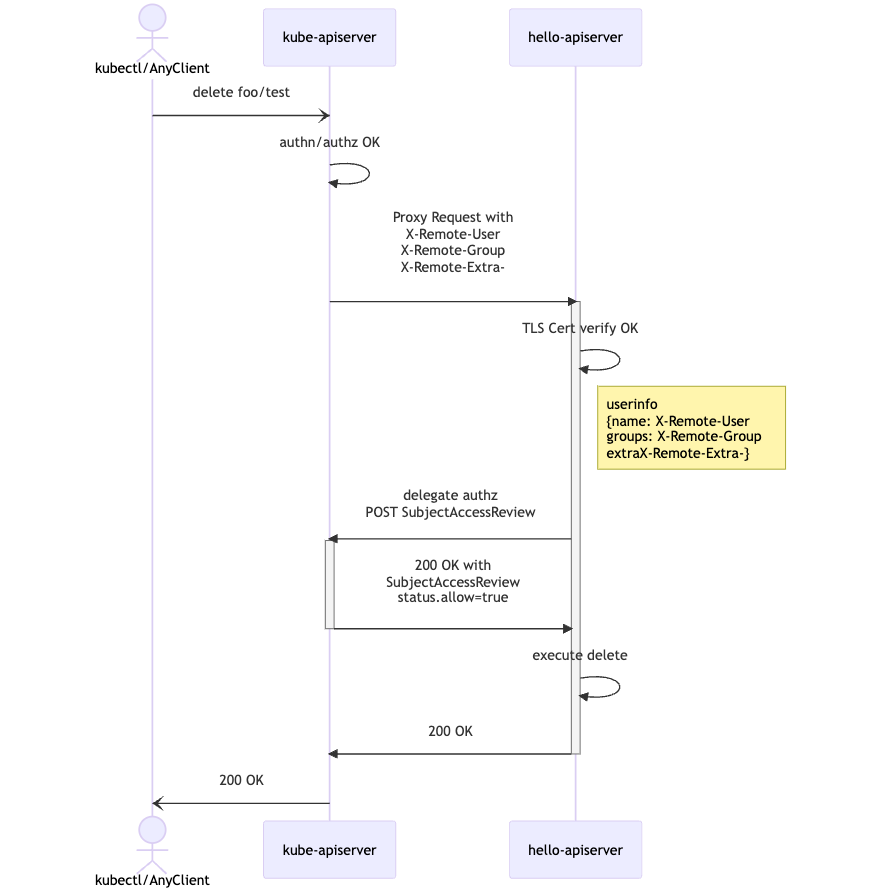 kube-apiserver
hello-apiserver
kubectl/AnyClient
delete foo/test
authn/authz OK
Proxy Request with
X-Remote-User
X-Remote-Group
X-Remote-Extra-
TLS Cert verify OK
userinfo
{name: X-Remote-User
groups: X-Remote-Group
extraX-Remote-Extra-}
delegate authz
POST SubjectAccessReview
200 OK with
SubjectAccessReview
status.allow=true
execute delete
200 OK
200 OK
kube-apiserver
hello-apiserver
kubectl/AnyClient